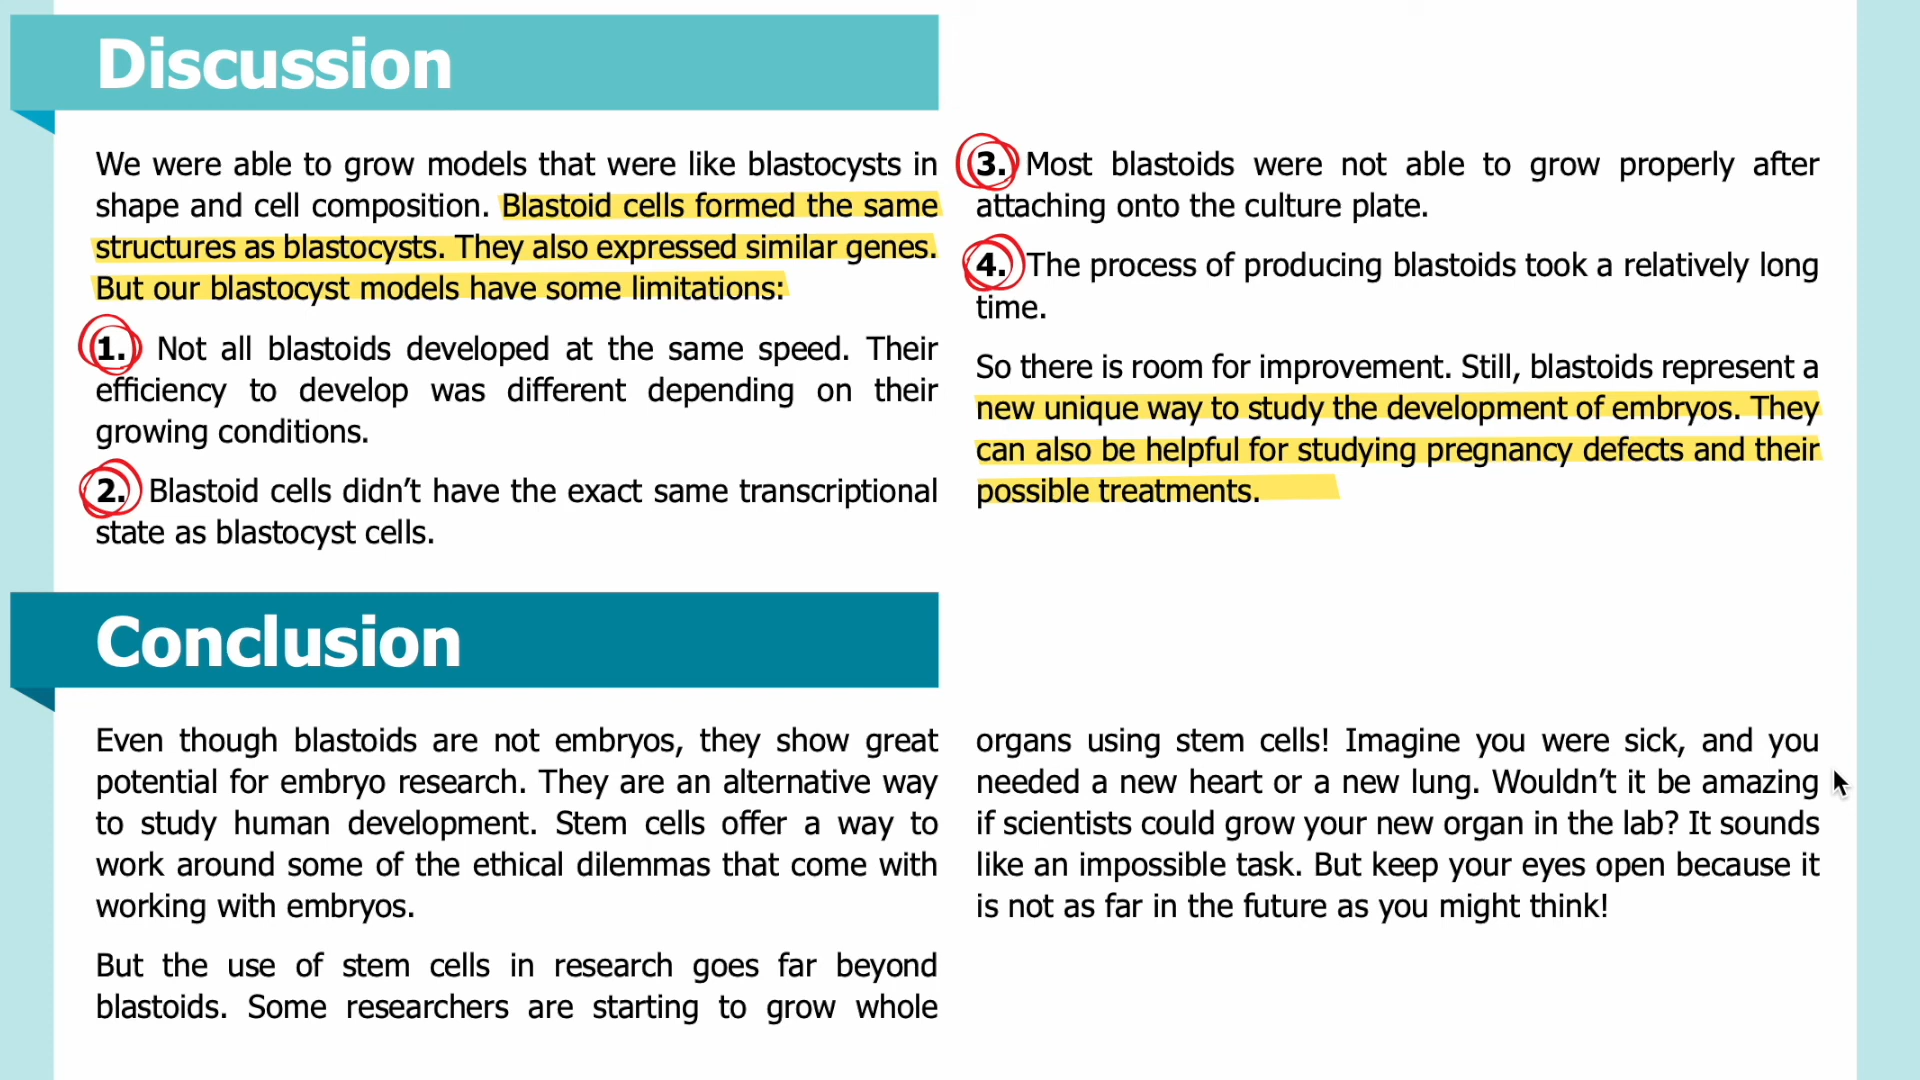 Discussion
We were able to grow models that were like blastocysts in
shape and cell composition. Blastoid cells formed the same
structures as blastocysts. They also expressed similar genes.
But our blastocyst models have some limitations:
1. Not all blastoids developed at the same speed. Their
efficiency to develop was different depending on their
growing conditions.
2. Blastoid cells didn’t have the exact same transcriptional
state as blastocyst cells.
3. Most blastoids were not able to grow properly after
attaching onto the culture plate.
4. The process of producing blastoids took a relatively long
time.
So there is room for improvement. Still, blastoids represent a
new unique way to study the development of embryos. They
can also be helpful for studying pregnancy defects and their
possible treatments.
Conclusion
Even though blastoids are not embryos, they show great
potential for embryo research. They are an alternative way
to study human development. Stem cells offer a way to
work around some of the ethical dilemmas that come with
working with embryos.
But the use of stem cells in research goes far beyond
blastoids. Some researchers are starting to grow whole
organs using stem cells! Imagine you were sick, and you
needed a new heart or a new lung. Wouldn’t it be amazing
if scientists could grow your new organ in the lab? It sounds
like an impossible task. But keep your eyes open because it
is not as far in the future as you might think!